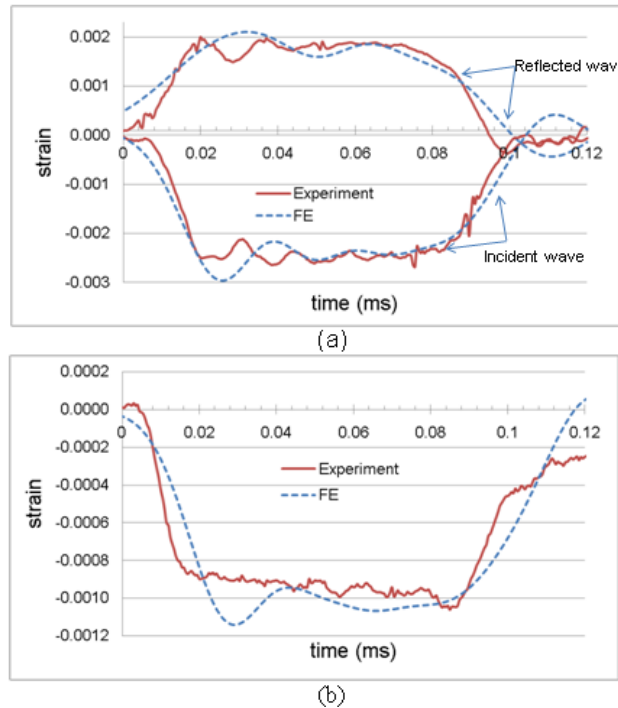 0.002
0.001
0.000
-0.001
-0.002
-0.003
strain
0 0.02 0.04 0.06 0.08 0.1 0.12
Reflected wave
Experiment
FE
Incident wave
time (ms)
(a)
0.0002
0.0000
-0.0002
-0.0004
-0.0006
-0.0008
-0.0010
-0.0012
strain
0 0.02 0.04 0.06 0.08 0.1 0.12
Experiment
FE
time (ms)
(b)